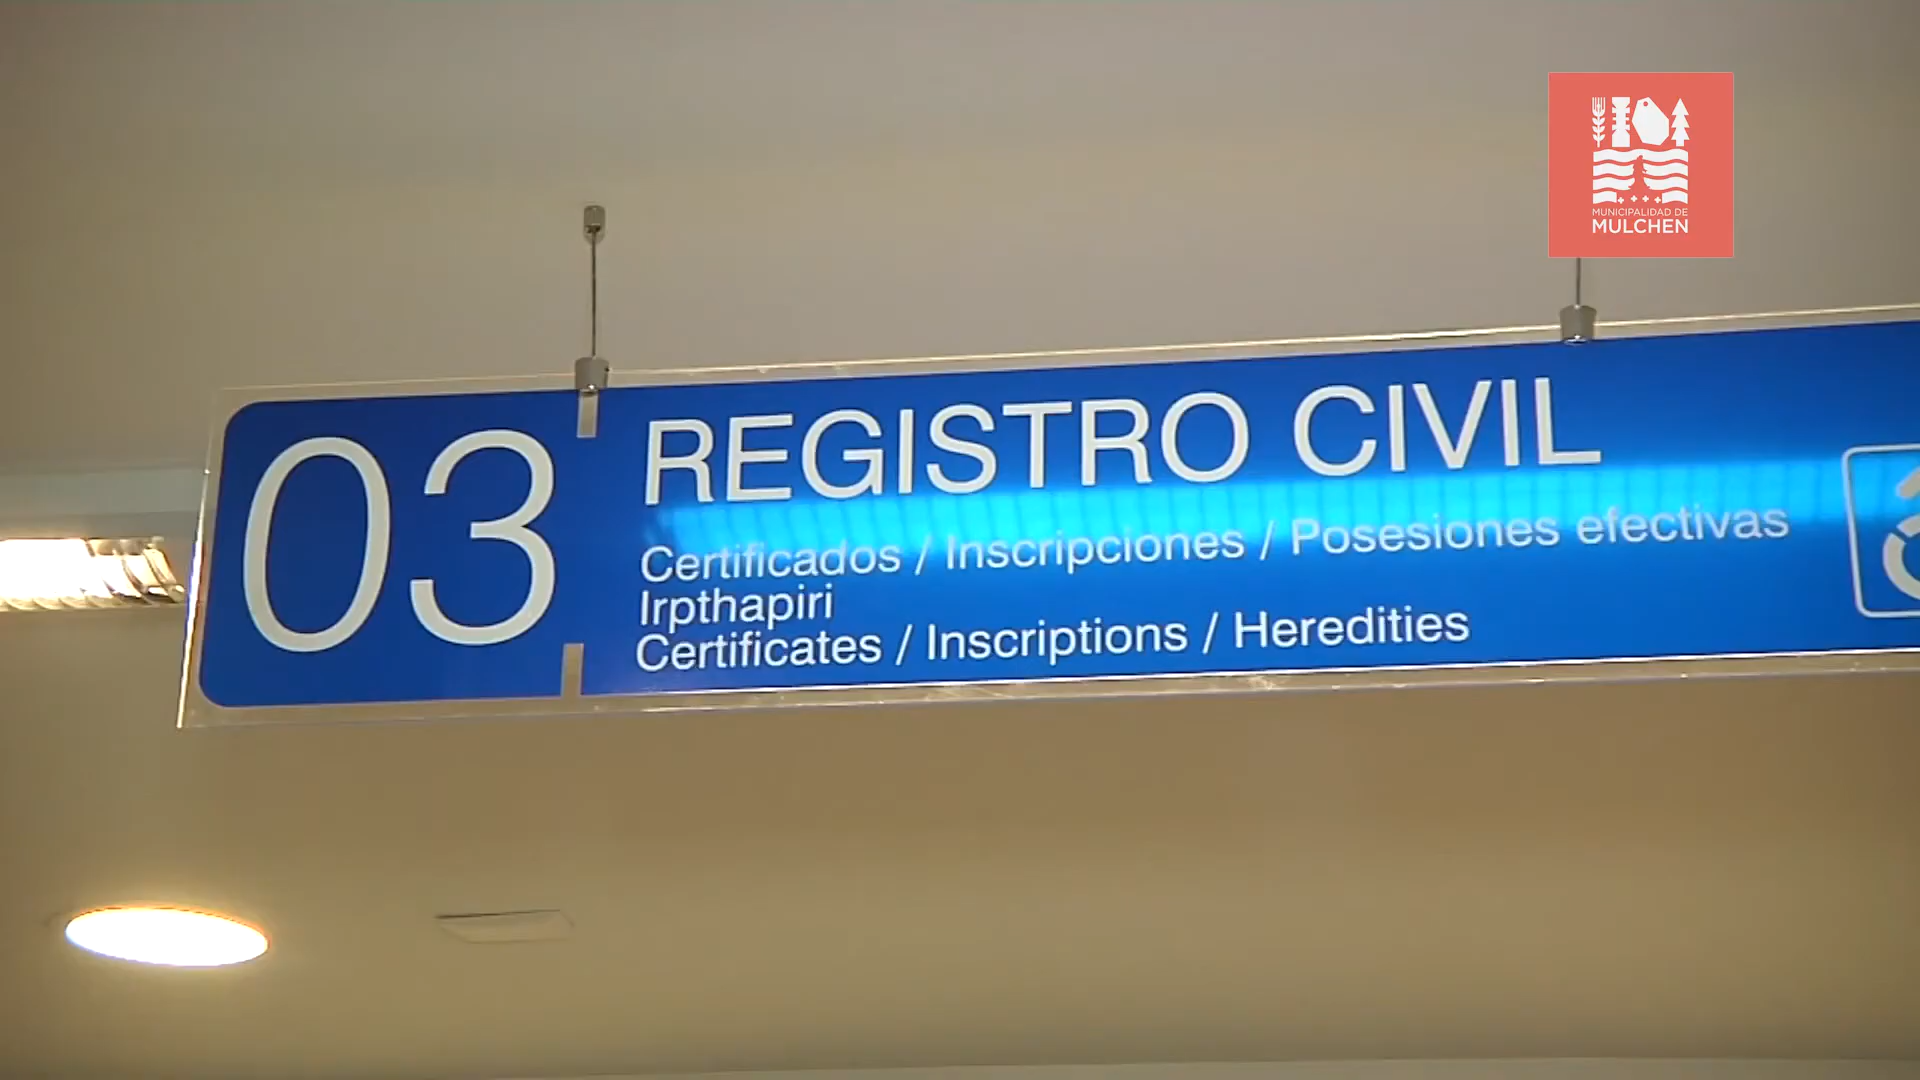 MUNICIPALIDAD DE
MULCHEN
03
REGISTRO CIVIL
Certificados / Inscripciones / Posesiones efectivas
Irpthapiri
Certificates / Inscriptions / Heredities